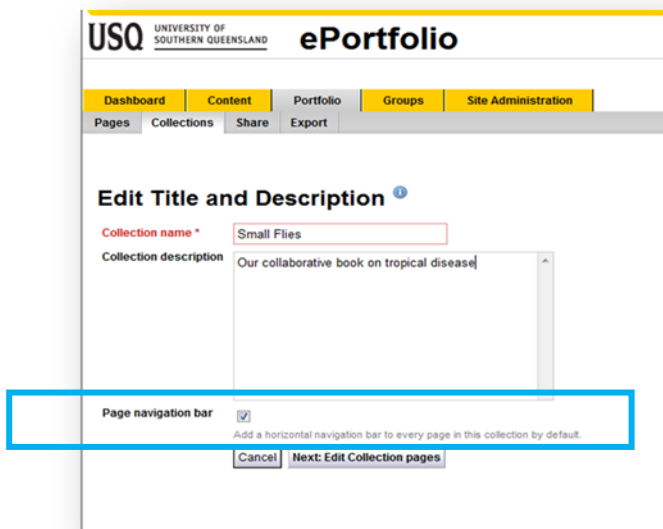 USQ UNIVERSITY OF SOUTHERN QUEENSLAND ePortfolio
Dashboard Content Portfolio Groups Site Administration
Pages Collections Share Export
Edit Title and Description i
Collection name * Small Flies
Collection description Our collaborative book on tropical disease
Page navigation bar
Add a horizontal navigation bar to every page in this collection by default.
Cancel Next: Edit Collection pages